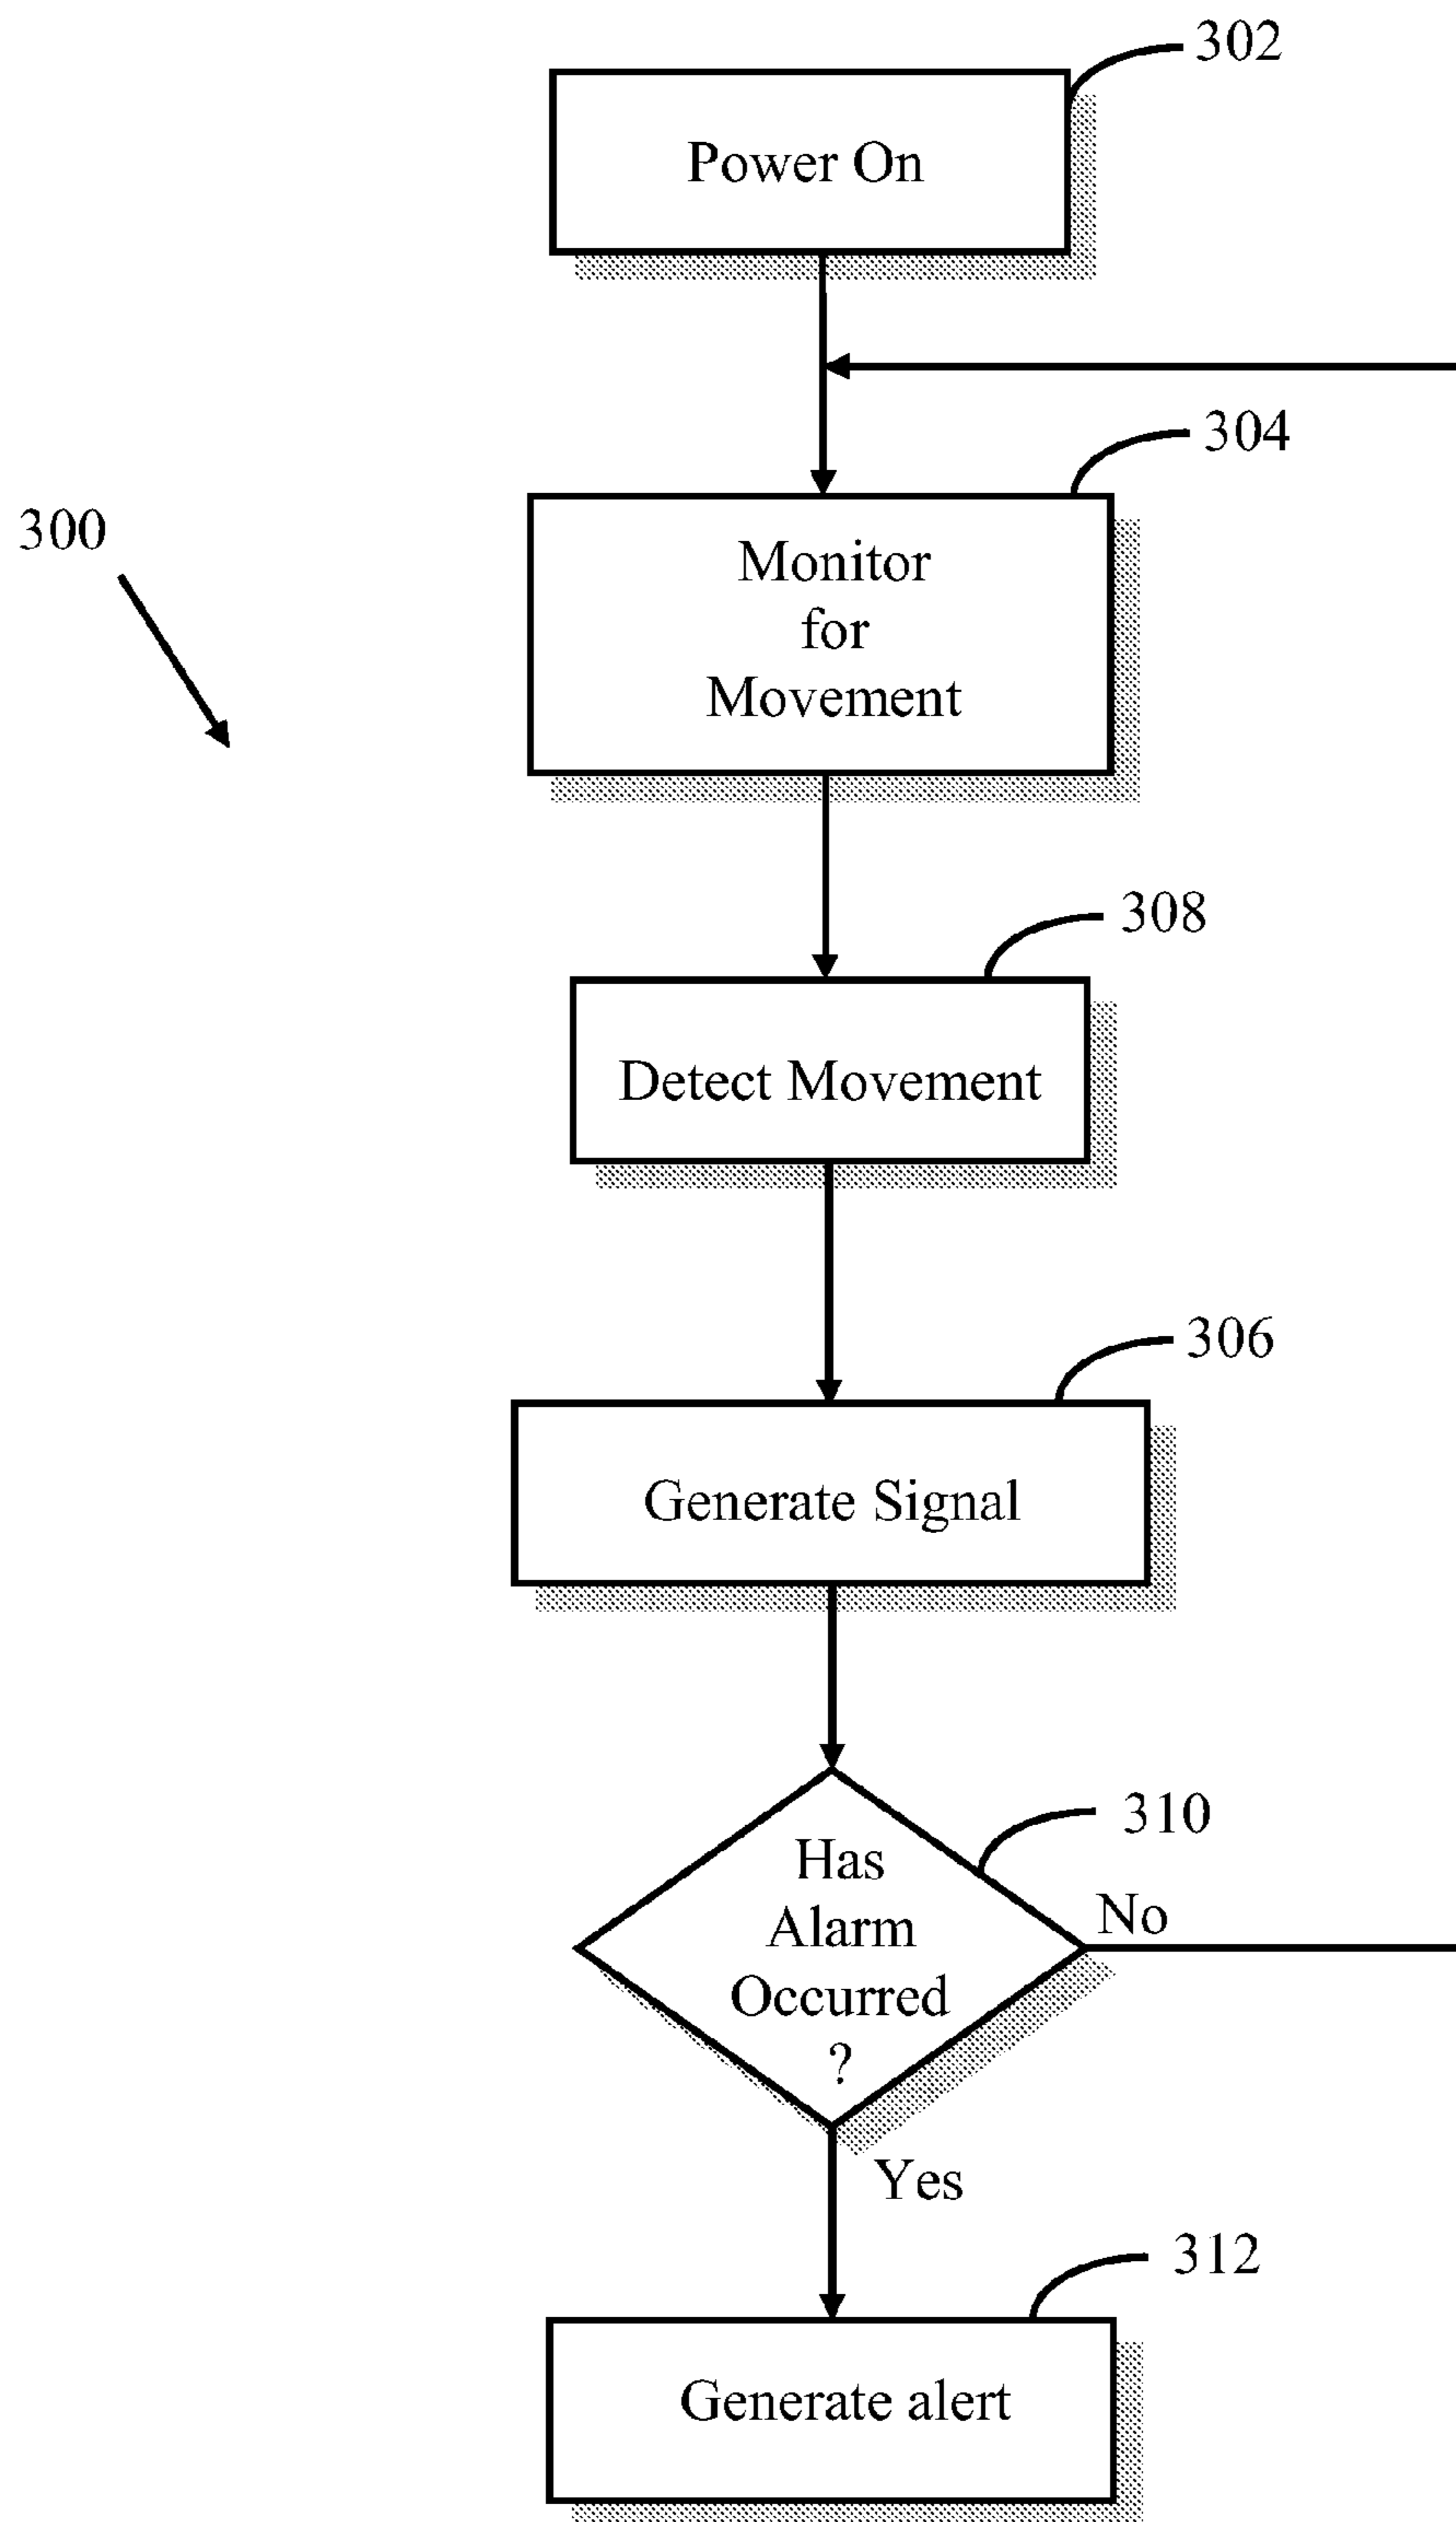 302
Power On
304
300
Monitor
for
Movement
308
Detect Movement
306
Generate Signal
310
Has
Alarm
Occurred
?
No
Yes
312
Generate alert